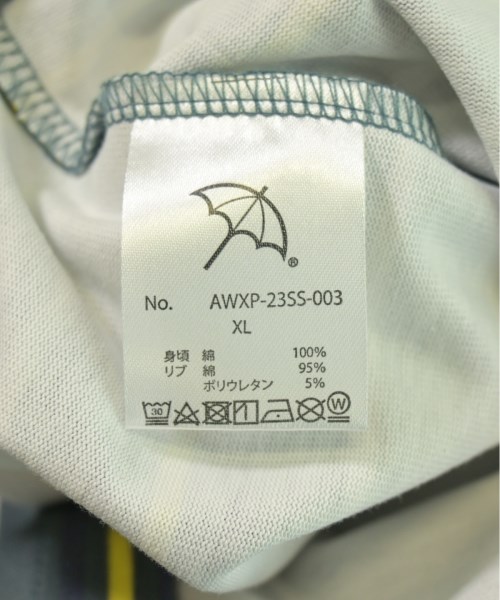 ®
No. AWXP-23SS-003
XL
身頃 綿 100%
リブ 綿 95%
ポリウレタン 5%
30 W